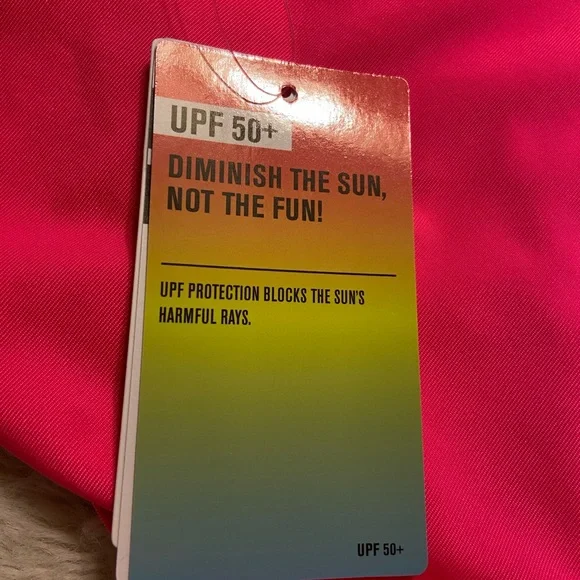 UPF 50+
DIMINISH THE SUN,
NOT THE FUN!
UPF PROTECTION BLOCKS THE SUN'S
HARMFUL RAYS.
UPF 50+